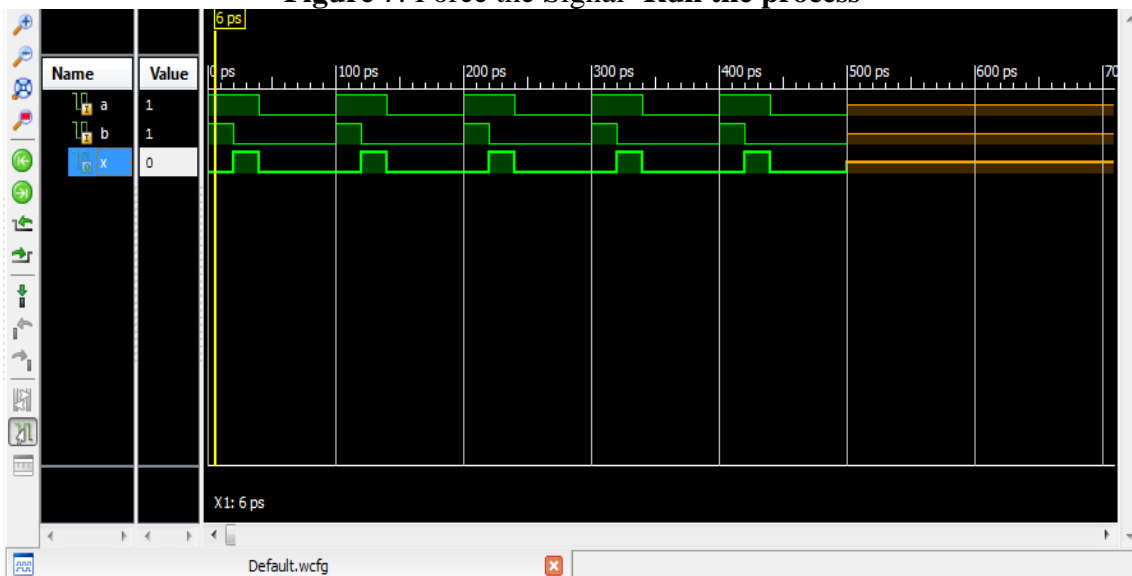 Figure 7. Force the Signal Run the process
6 ps
Name Value
0 ps 100 ps 200 ps 300 ps 400 ps 500 ps 600 ps 70
a 1
b 1
x 0
X1: 6 ps
Default.wcfg